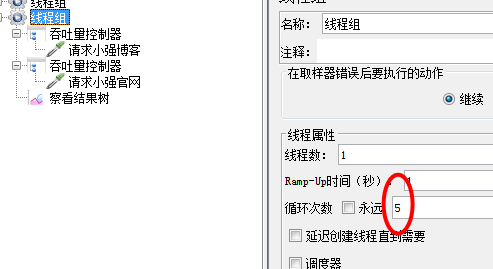 线程组
线程组
吞吐量控制器
请求小强博客
吞吐量控制器
请求小强官网
察看结果树
线程组
名称： 线程组
注释：
在取样器错误后要执行的动作
继续
线程属性
线程数： 1
Ramp-Up时间（秒）： 1
循环次数 永远 5
延迟创建线程直到需要
调度器